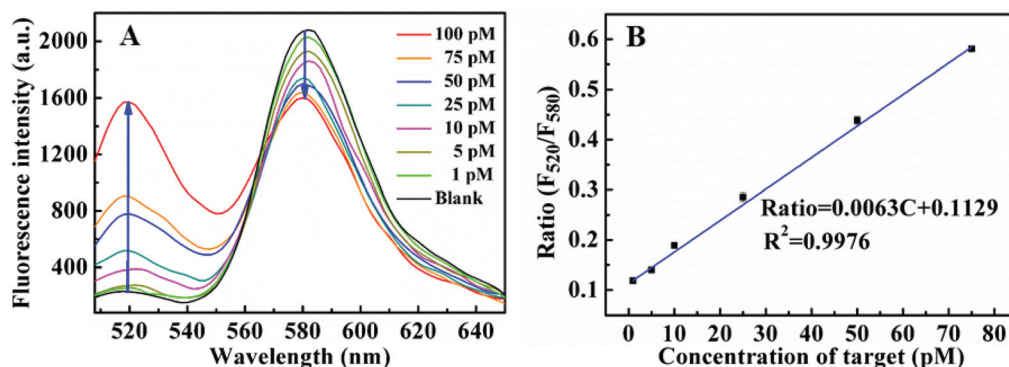 A
Fluorescence intensity (a.u.)
2000
1600
1200
800
400
520 540 560 580 600 620 640
Wavelength (nm)
100 pM
75 pM
50 pM
25 pM
10 pM
5 pM
1 pM
Blank
B
Ratio (F₅₂₀/F₅₈₀)
0.6
0.5
0.4
0.3
0.2
0.1
0 10 20 30 40 50 60 70 80
Concentration of target (pM)
Ratio=0.0063C+0.1129
R²=0.9976